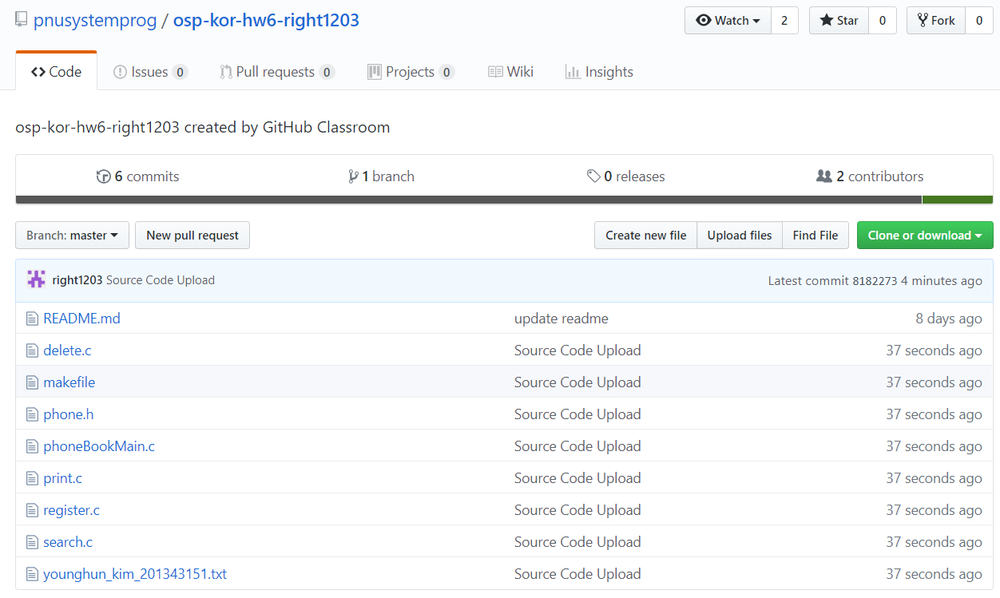 pnusystemprog / osp-kor-hw6-right1203 Watch 2 Star 0 Fork 0
Code Issues 0 Pull requests 0 Projects 0 Wiki Insights
osp-kor-hw6-right1203 created by GitHub Classroom
6 commits 1 branch 0 releases 2 contributors
Branch: master New pull request Create new file Upload files Find File Clone or download
right1203 Source Code Upload Latest commit 8182273 4 minutes ago
README.md update readme 8 days ago
delete.c Source Code Upload 37 seconds ago
makefile Source Code Upload 37 seconds ago
phone.h Source Code Upload 37 seconds ago
phoneBookMain.c Source Code Upload 37 seconds ago
print.c Source Code Upload 37 seconds ago
register.c Source Code Upload 37 seconds ago
search.c Source Code Upload 37 seconds ago
younghun_kim_201343151.txt Source Code Upload 37 seconds ago